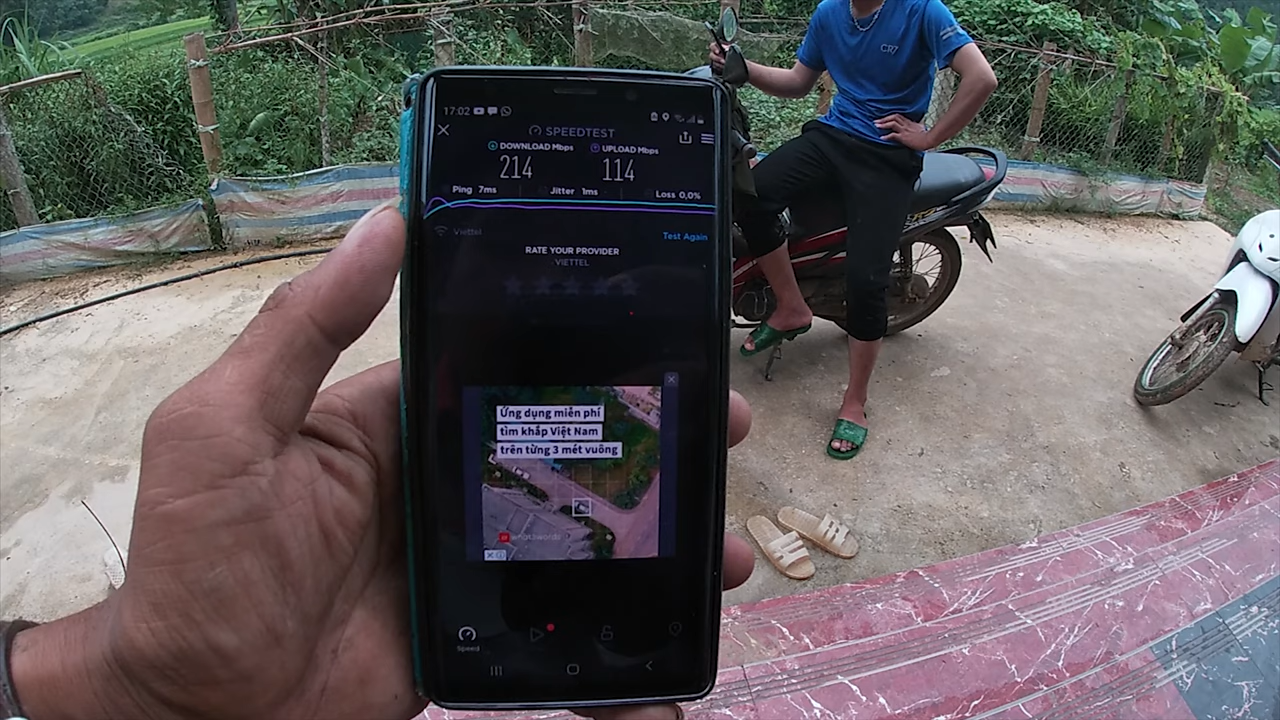 17:02
SPEEDTEST
DOWNLOAD Mbps
UPLOAD Mbps
214
114
Ping 7ms
Jitter 1ms
Loss 0,0%
Viettel
Test Again
RATE YOUR PROVIDER
VIETTEL
Ứng dụng miễn phí
tìm khắp Việt Nam
trên từng 3 mét vuông
what3words
Speed
CR7